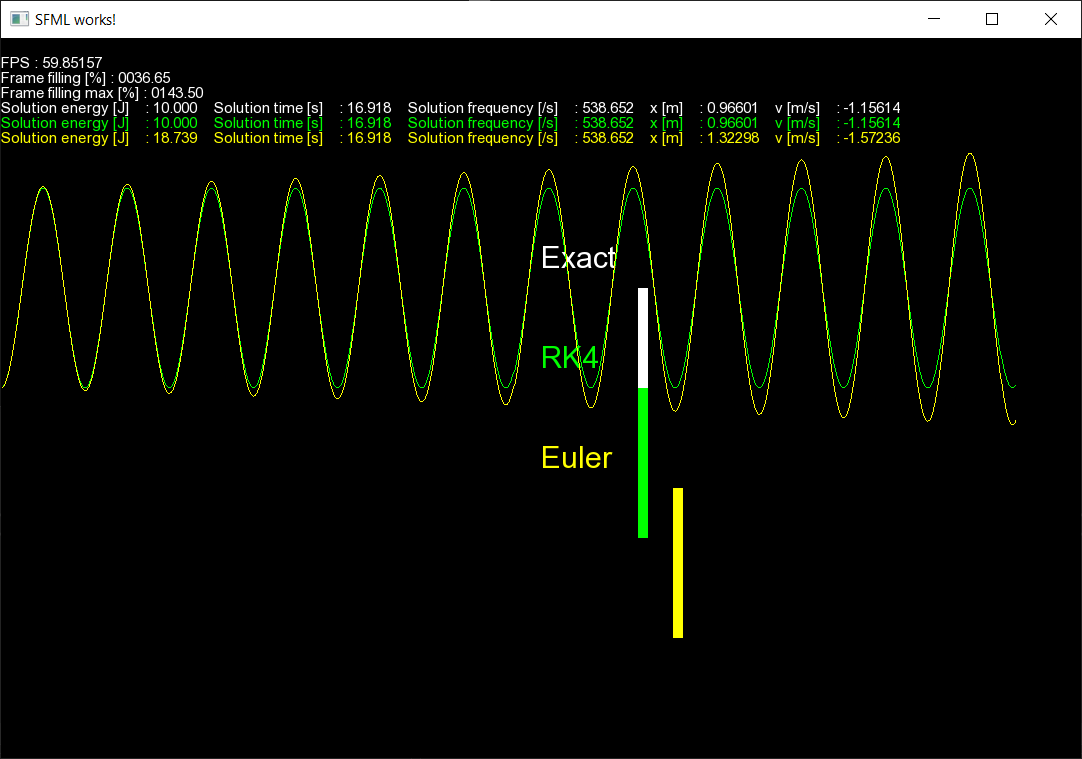 SFML works!
FPS : 59.85157
Frame filling [%] : 0036.65
Frame filling max [%] : 0143.50
Solution energy [J] : 10.000 Solution time [s] : 16.918 Solution frequency [/s] : 538.652 x [m] : 0.96601 v [m/s] : -1.15614
Solution energy [J] : 10.000 Solution time [s] : 16.918 Solution frequency [/s] : 538.652 x [m] : 0.96601 v [m/s] : -1.15614
Solution energy [J] : 18.739 Solution time [s] : 16.918 Solution frequency [/s] : 538.652 x [m] : 1.32298 v [m/s] : -1.57236
Exact
RK4
Euler